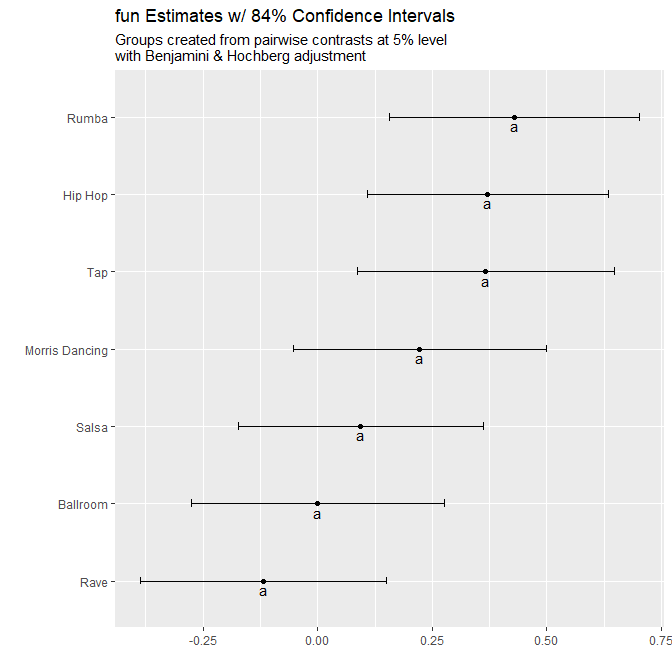 fun Estimates w/ 84% Confidence Intervals
Groups created from pairwise contrasts at 5% level
with Benjamini & Hochberg adjustment
Rumba
a
Hip Hop
a
Tap
a
Morris Dancing
a
Salsa
a
Ballroom
a
Rave
a
-0.25 0.00 0.25 0.50 0.75